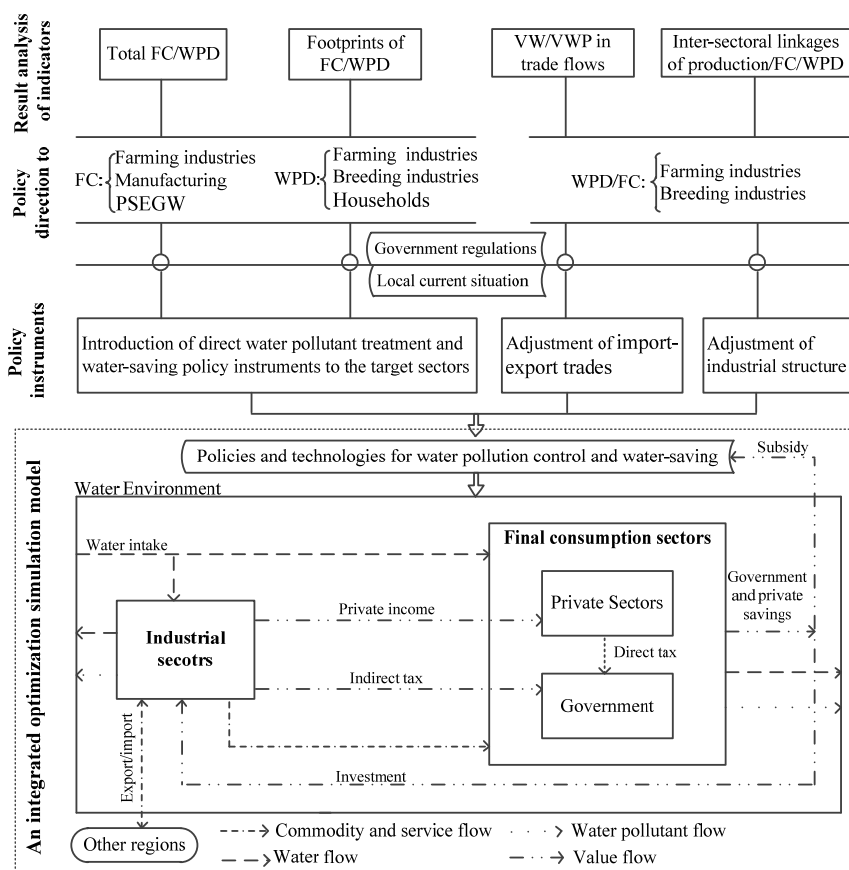 Result analysis
of indicators
Total FC/WPD
Footprints of
FC/WPD
VW/VWP in
trade flows
Inter-sectoral linkages
of production/FC/WPD
Policy
direction to
FC:
Farming industries
Manufacturing
PSEGW
WPD:
Farming industries
Breeding industries
Households
WPD/FC:
Farming industries
Breeding industries
Government regulations
Local current situation
Policy
instruments
Introduction of direct water pollutant treatment and
water-saving policy instruments to the target sectors
Adjustment of import-
export trades
Adjustment of
industrial structure
An integrated optimization simulation model
Policies and technologies for water pollution control and water-saving
Subsidy
Water Environment
Water intake
Final consumption sectors
Industrial
secotrs
Private income
Private Sectors
Direct tax
Indirect tax
Government
Government
and private
savings
Export/import
Investment
Other regions
Commodity and service flow
Water pollutant flow
Water flow
Value flow